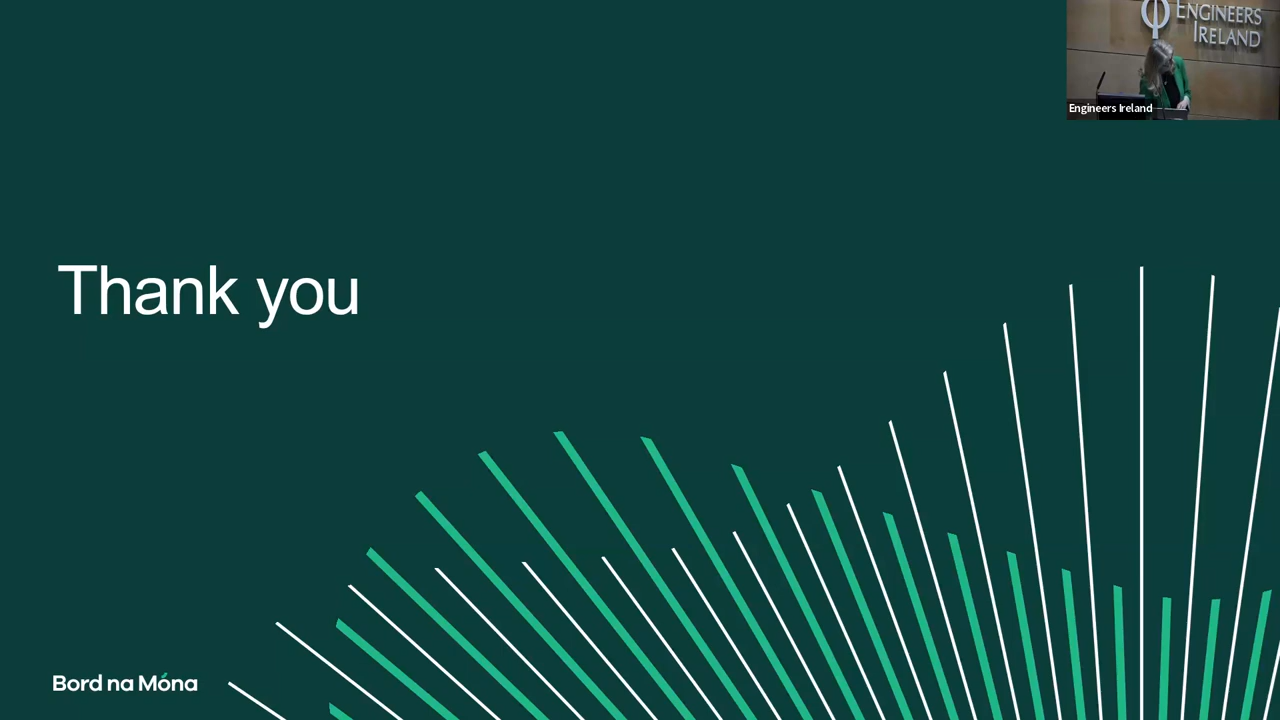 ENGINEERS
IRELAND
Engineers Ireland
Thank you
Bord na Móna